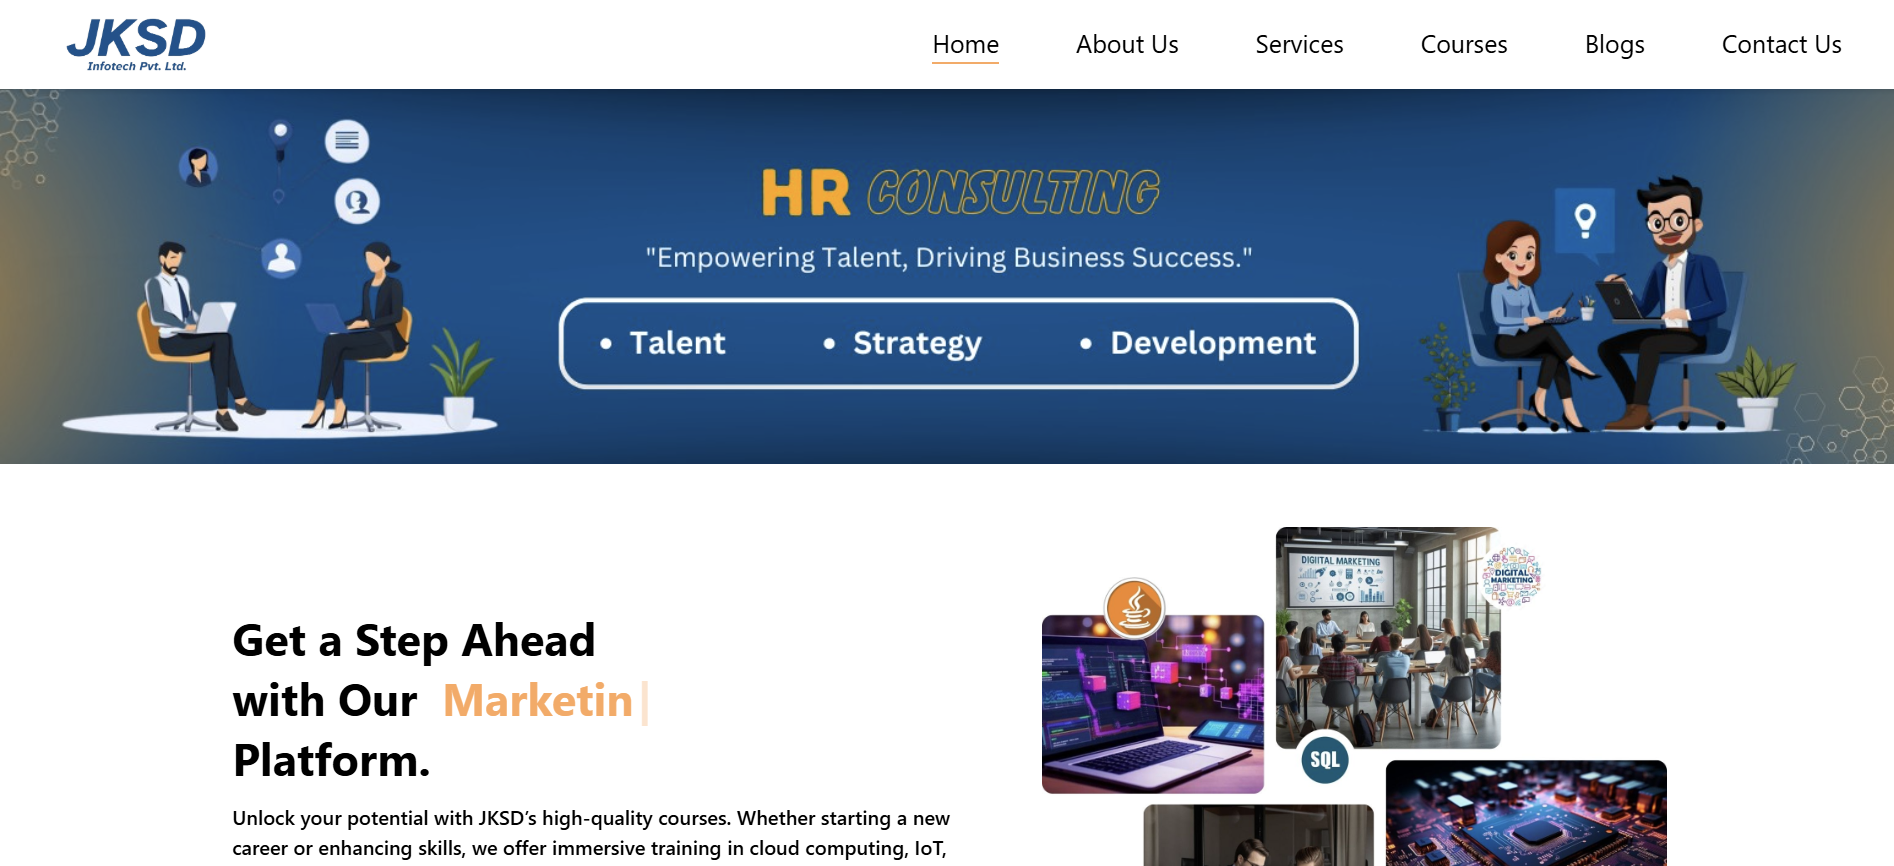 JKSD
Infotech Pvt. Ltd.
Home About Us Services Courses Blogs Contact Us
HR CONSULTING
"Empowering Talent, Driving Business Success."
• Talent • Strategy • Development
DIGIITAL MARKETING
DIGITAL
MARKETING
SQL
Get a Step Ahead
with Our Marketin
Platform.
Unlock your potential with JKSD’s high-quality courses. Whether starting a new
career or enhancing skills, we offer immersive training in cloud computing, IoT,